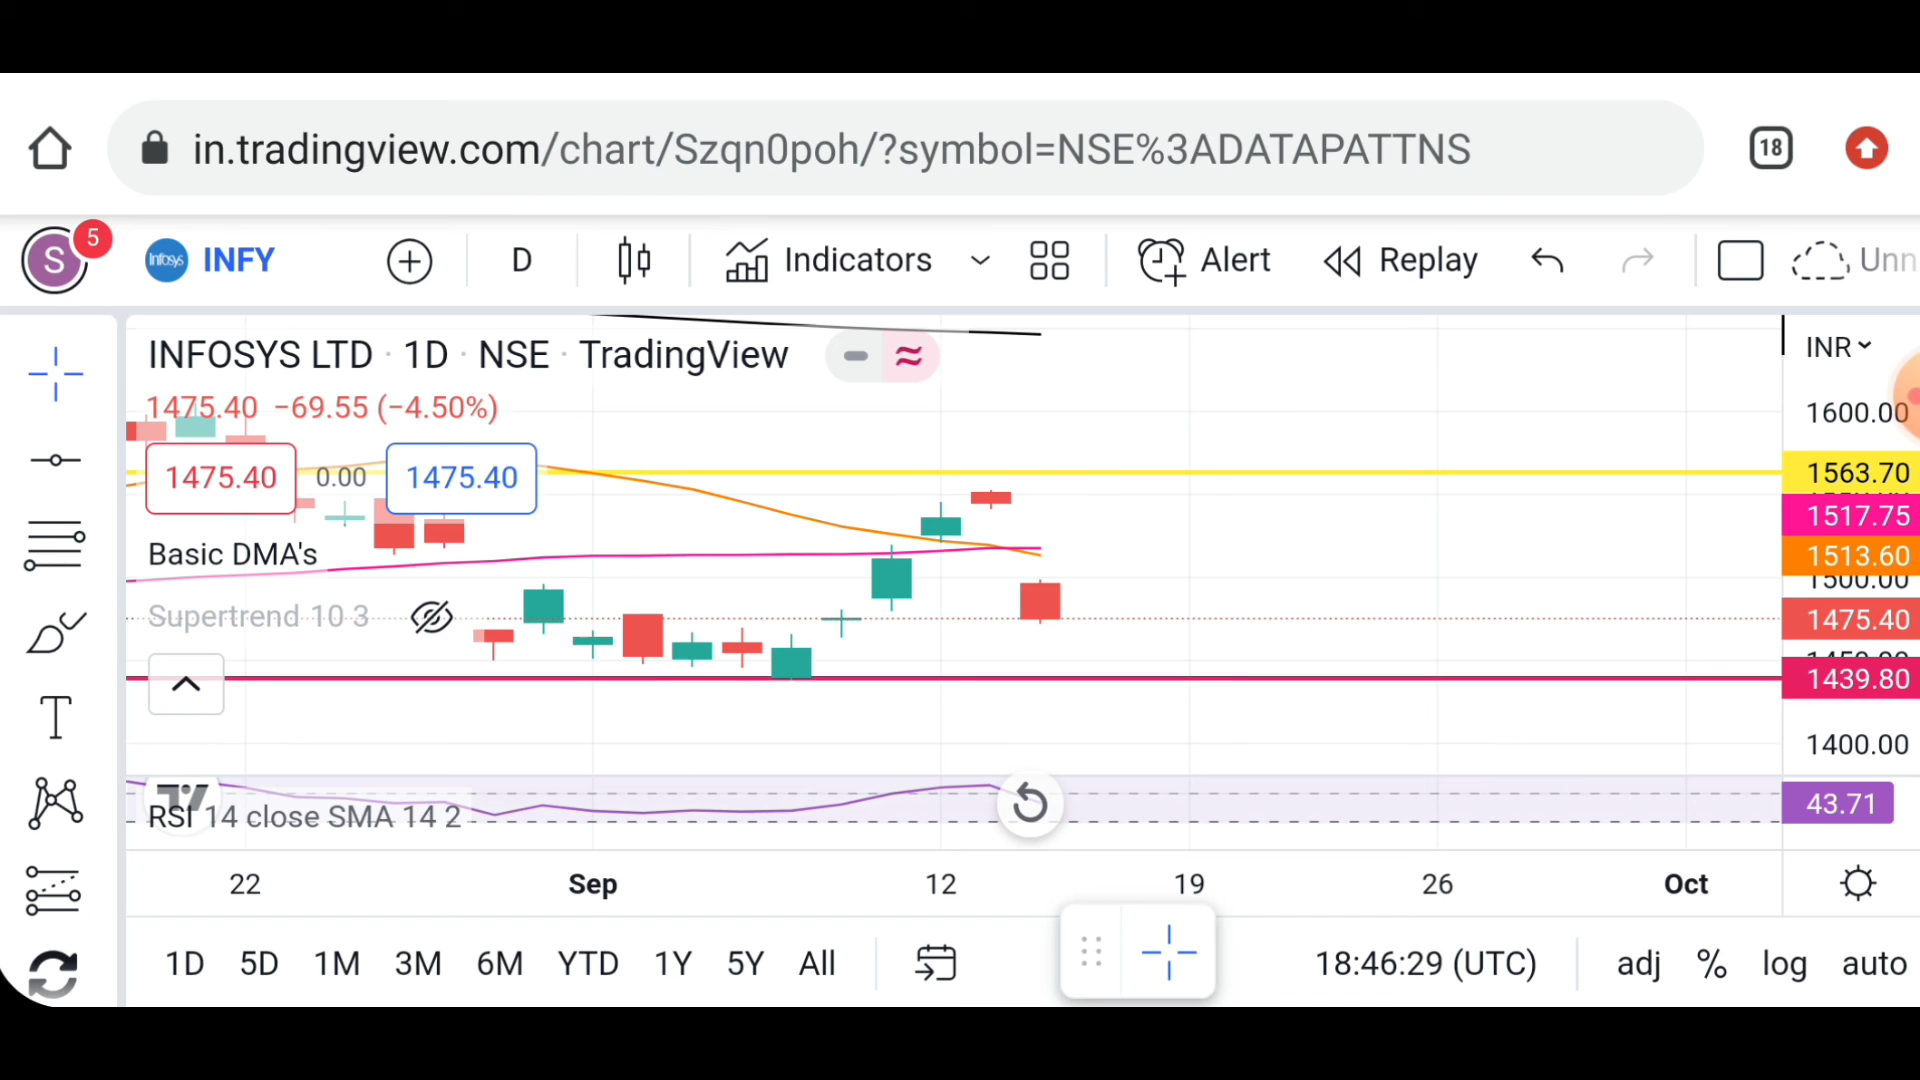 in.tradingview.com/chart/Szqn0poh/?symbol=NSE%3ADATAPATTNS
18
S
5
Infosys
INFY
D
Indicators
Alert
Replay
Unn
INFOSYS LTD · 1D · NSE · TradingView
INR
1475.40 −69.55 (−4.50%)
1600.00
1475.40
0.00
1475.40
1563.70
1517.75
Basic DMA's
1513.60
1500.00
Supertrend 10 3
1475.40
1439.80
1400.00
RSI 14 close SMA 14 2
43.71
22
Sep
12
19
26
Oct
1D
5D
1M
3M
6M
YTD
1Y
5Y
All
18:46:29 (UTC)
adj
%
log
auto
T